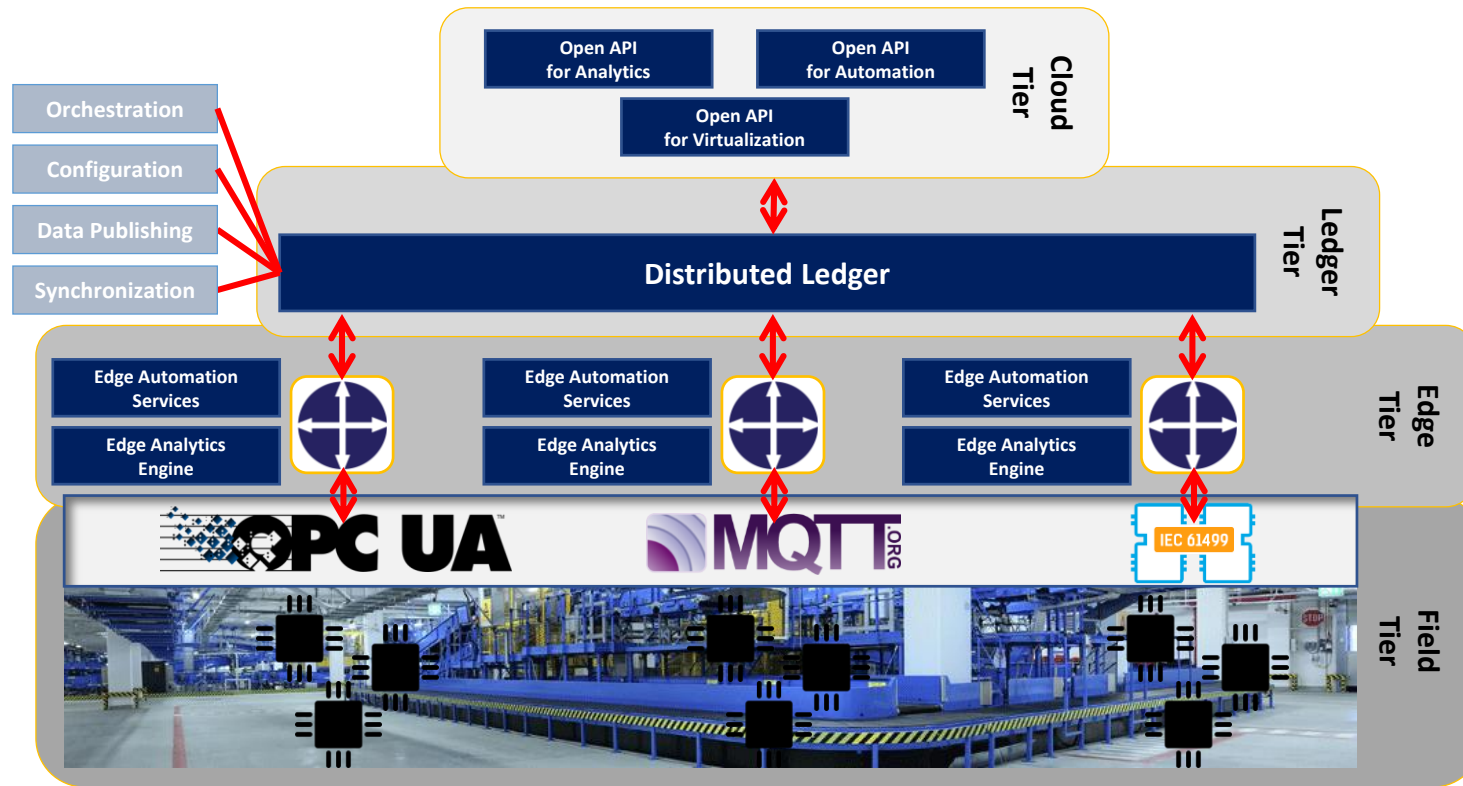 Open API
for Analytics
Open API
for Automation
Open API
for Virtualization
Cloud
Tier
Orchestration
Configuration
Data Publishing
Synchronization
Distributed Ledger
Ledger
Tier
Edge Automation
Services
Edge Analytics
Engine
Edge Automation
Services
Edge Analytics
Engine
Edge Automation
Services
Edge Analytics
Engine
Edge
Tier
OPC UA™
MQTT.ORG
IEC 61499
STOP
Field
Tier